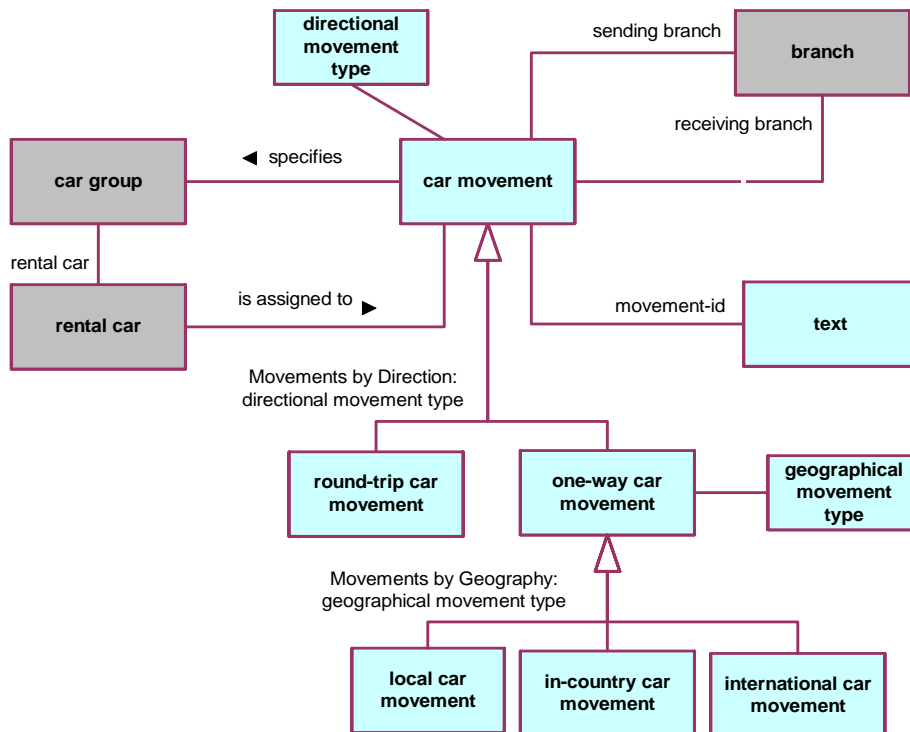 directional
movement
type
sending branch
branch
receiving branch
◄ specifies
car group
car movement
rental car
is assigned to ►
rental car
movement-id
text
Movements by Direction:
directional movement type
round-trip car
movement
one-way car
movement
geographical
movement
type
Movements by Geography:
geographical movement type
local car
movement
in-country car
movement
international car
movement